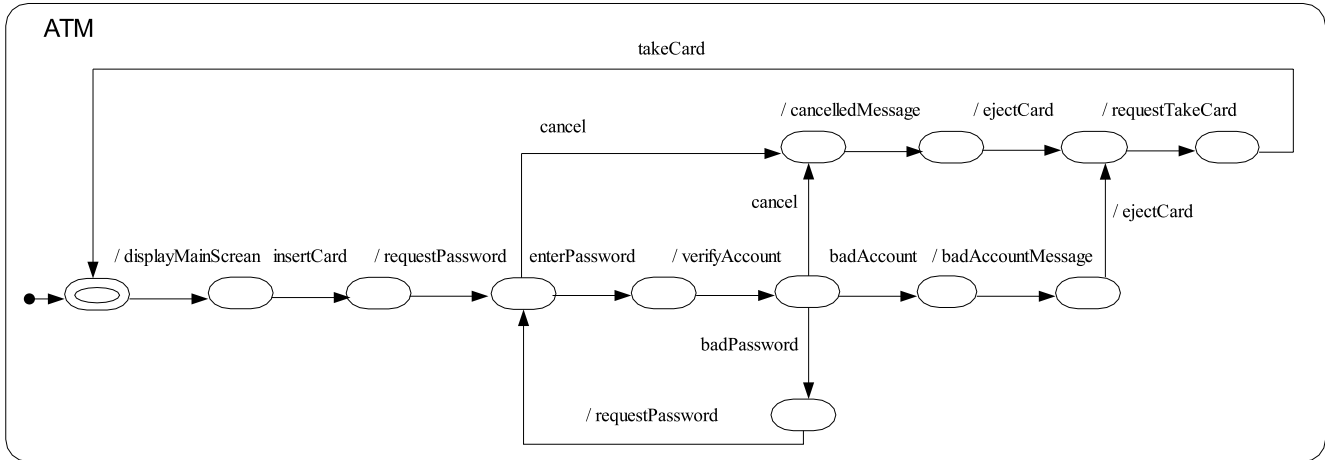 ATM
takeCard
/ cancelledMessage
/ ejectCard
/ requestTakeCard
cancel
cancel
/ ejectCard
/ displayMainScrean
insertCard
/ requestPassword
enterPassword
/ verifyAccount
badAccount
/ badAccountMessage
badPassword
/ requestPassword